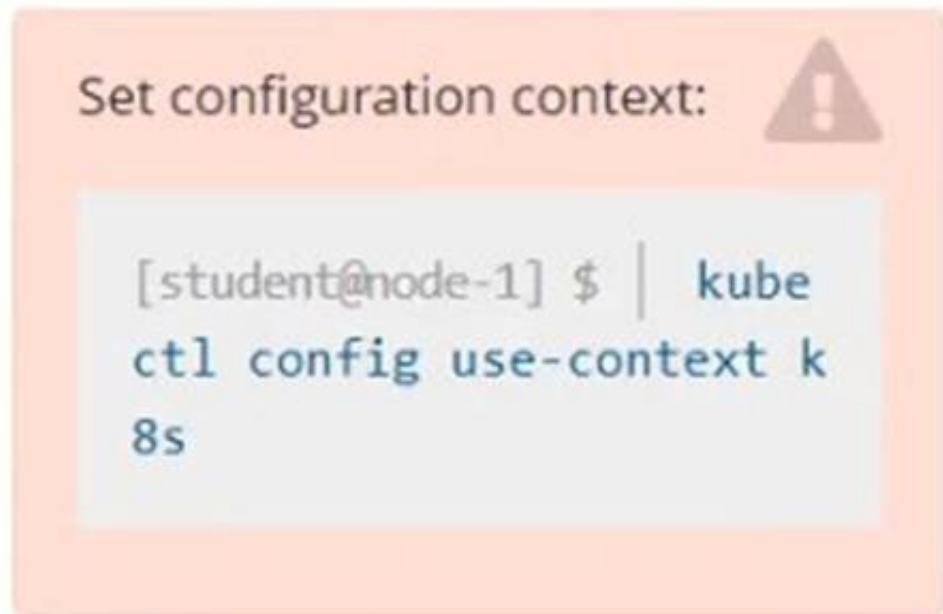 Set configuration context:
[student@node-1] $ | kube
ctl config use-context k
8s